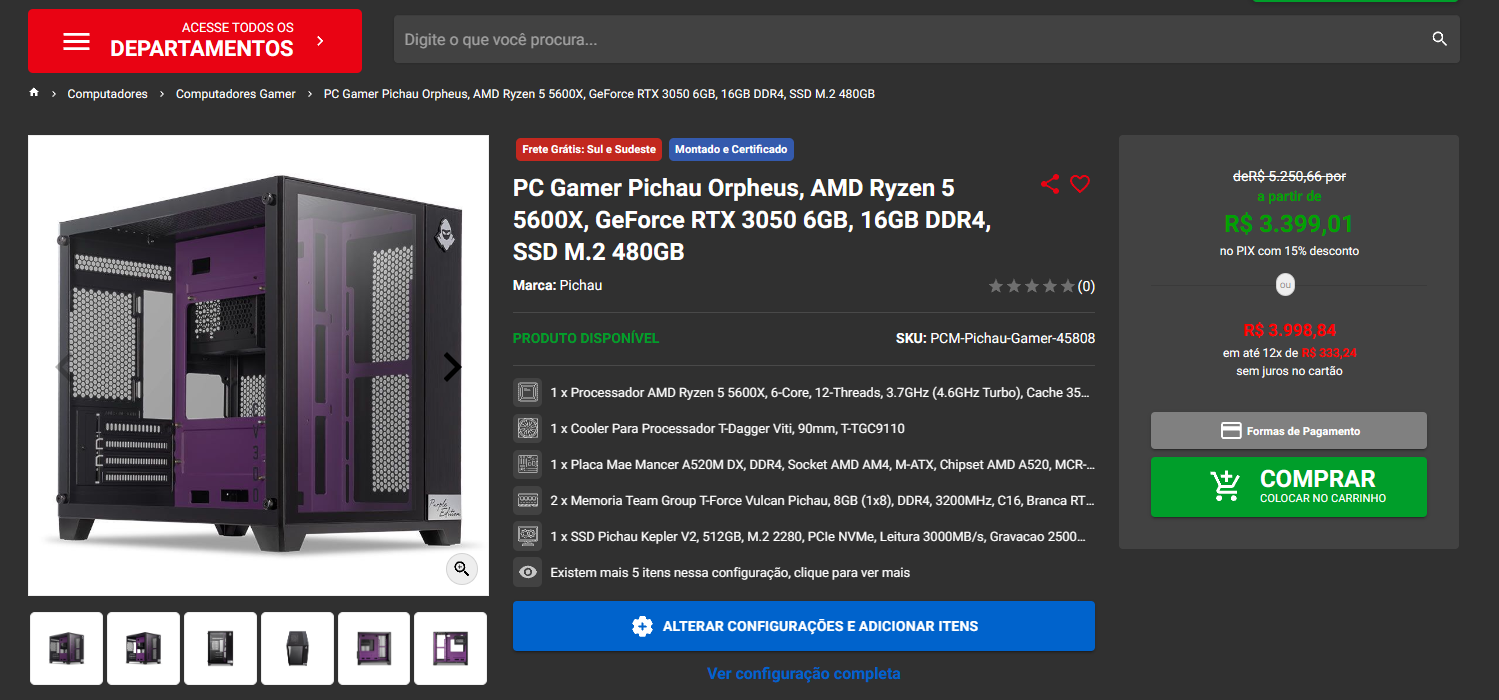 ACESSE TODOS OS
DEPARTAMENTOS
Digite o que você procura...
Computadores
Computadores Gamer
PC Gamer Pichau Orpheus, AMD Ryzen 5 5600X, GeForce RTX 3050 6GB, 16GB DDR4, SSD M.2 480GB
Frete Grátis: Sul e Sudeste
Montado e Certificado
PC Gamer Pichau Orpheus, AMD Ryzen 5
5600X, GeForce RTX 3050 6GB, 16GB DDR4,
SSD M.2 480GB
Marca: Pichau
(0)
PRODUTO DISPONÍVEL
SKU: PCM-Pichau-Gamer-45808
1 x Processador AMD Ryzen 5 5600X, 6-Core, 12-Threads, 3.7GHz (4.6GHz Turbo), Cache 35...
1 x Cooler Para Processador T-Dagger Viti, 90mm, T-TGC9110
1 x Placa Mae Mancer A520M DX, DDR4, Socket AMD AM4, M-ATX, Chipset AMD A520, MCR-...
2 x Memoria Team Group T-Force Vulcan Pichau, 8GB (1x8), DDR4, 3200MHz, C16, Branca RT...
1 x SSD Pichau Kepler V2, 512GB, M.2 2280, PCIe NVMe, Leitura 3000MB/s, Gravacao 2500...
Existem mais 5 itens nessa configuração, clique para ver mais
ALTERAR CONFIGURAÇÕES E ADICIONAR ITENS
Ver configuração completa
Purple
Edition
deR$ 5.250,66 por
a partir de
R$ 3.399,01
no PIX com 15% desconto
ou
R$ 3.998,84
em até 12x de R$ 333,24
sem juros no cartão
Formas de Pagamento
COMPRAR
COLOCAR NO CARRINHO